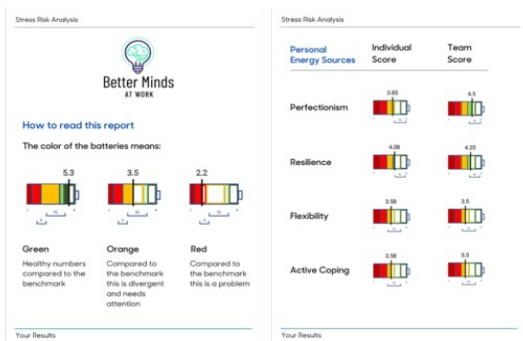 Stress Risk Analysis
Better Minds
AT WORK
How to read this report
The color of the batteries means:
5.3
3.5
2.2
Green
Healthy numbers
compared to the
benchmark
Orange
Compared to
the benchmark
this is divergent
and needs
attention
Red
Compared to
the benchmark
this is a problem
Your Results
Stress Risk Analysis
Personal
Energy Sources
Individual
Score
Team
Score
Perfectionism
3.83
4.5
Resilience
4.08
4.25
Flexibility
3.58
3.5
Active Coping
3.58
3.5
Your Results